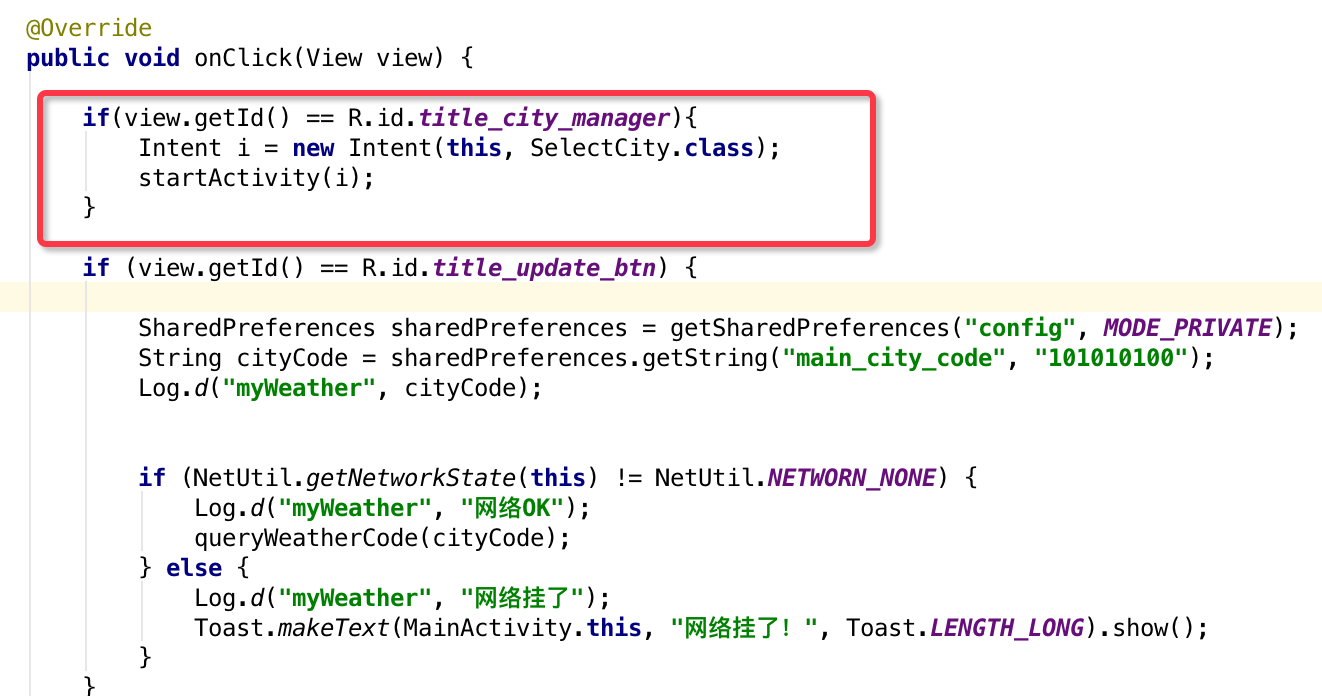 @Override
public void onClick(View view) {
if(view.getId() == R.id.title_city_manager){
Intent i = new Intent(this, SelectCity.class);
startActivity(i);
}
if (view.getId() == R.id.title_update_btn) {
SharedPreferences sharedPreferences = getSharedPreferences("config", MODE_PRIVATE);
String cityCode = sharedPreferences.getString("main_city_code", "101010100");
Log.d("myWeather", cityCode);
if (NetUtil.getNetworkState(this) != NetUtil.NETWORN_NONE) {
Log.d("myWeather", "网络OK");
queryWeatherCode(cityCode);
} else {
Log.d("myWeather", "网络挂了");
Toast.makeText(MainActivity.this, "网络挂了！", Toast.LENGTH_LONG).show();
}
}